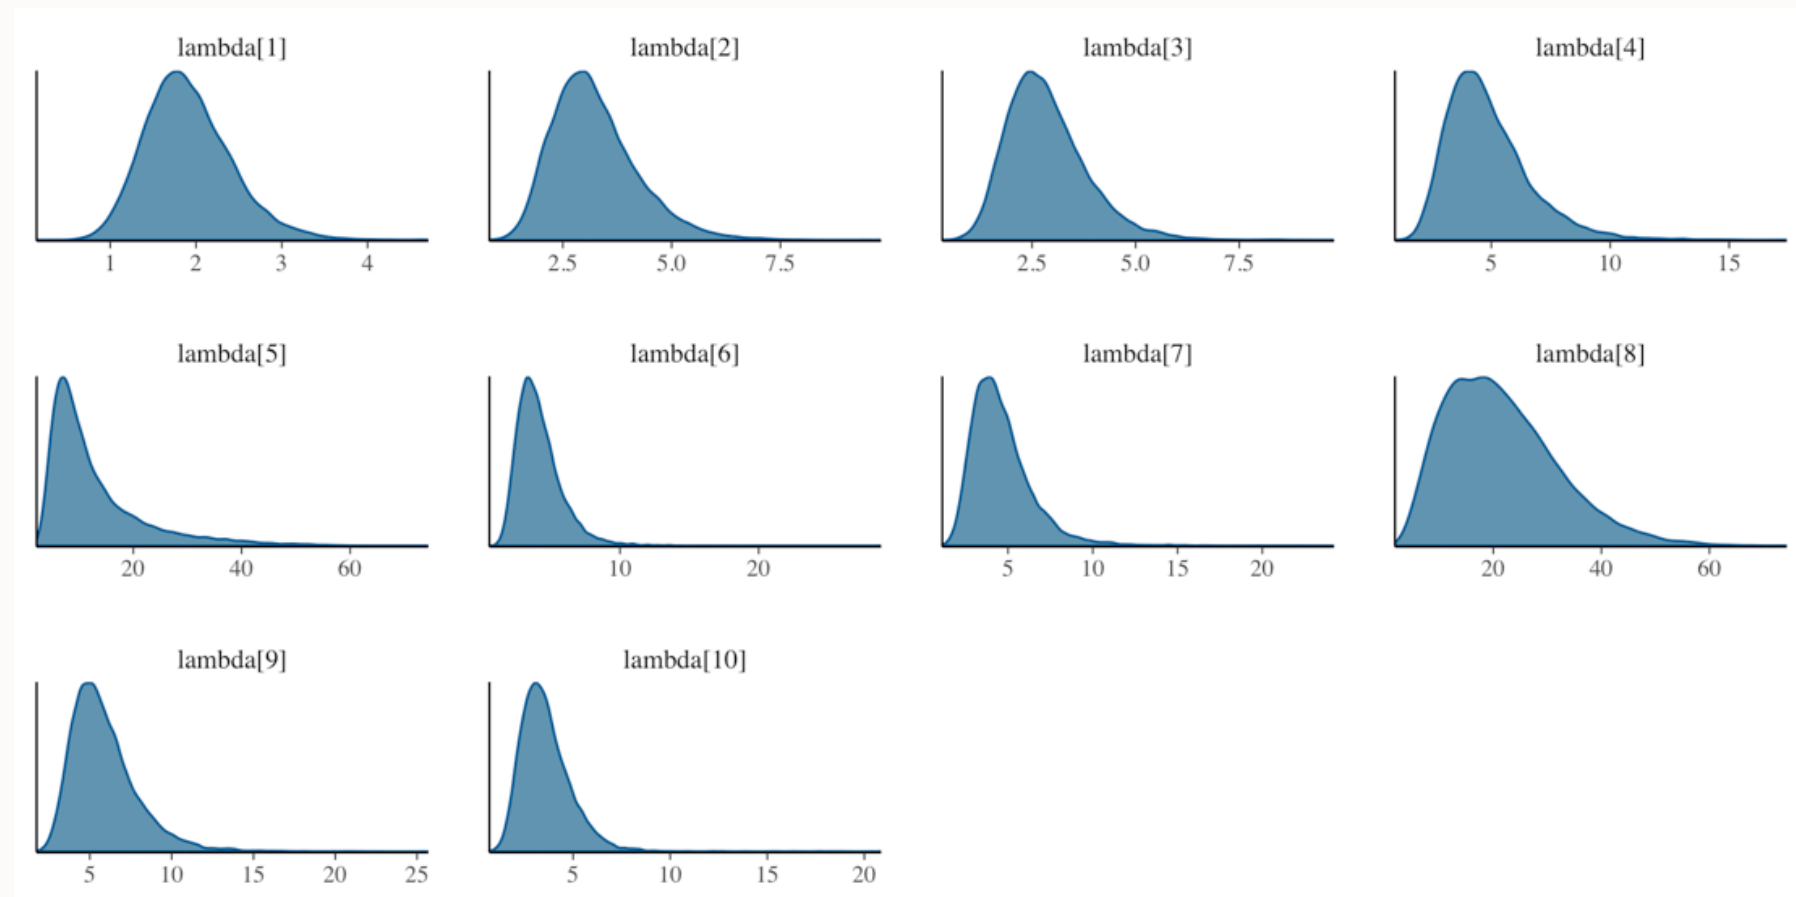 lambda[1] lambda[2] lambda[3] lambda[4]
1 2 3 4 2.5 5.0 7.5 2.5 5.0 7.5 5 10 15
lambda[5] lambda[6] lambda[7] lambda[8]
20 40 60 10 20 5 10 15 20 20 40 60
lambda[9] lambda[10]
5 10 15 20 25 5 10 15 20